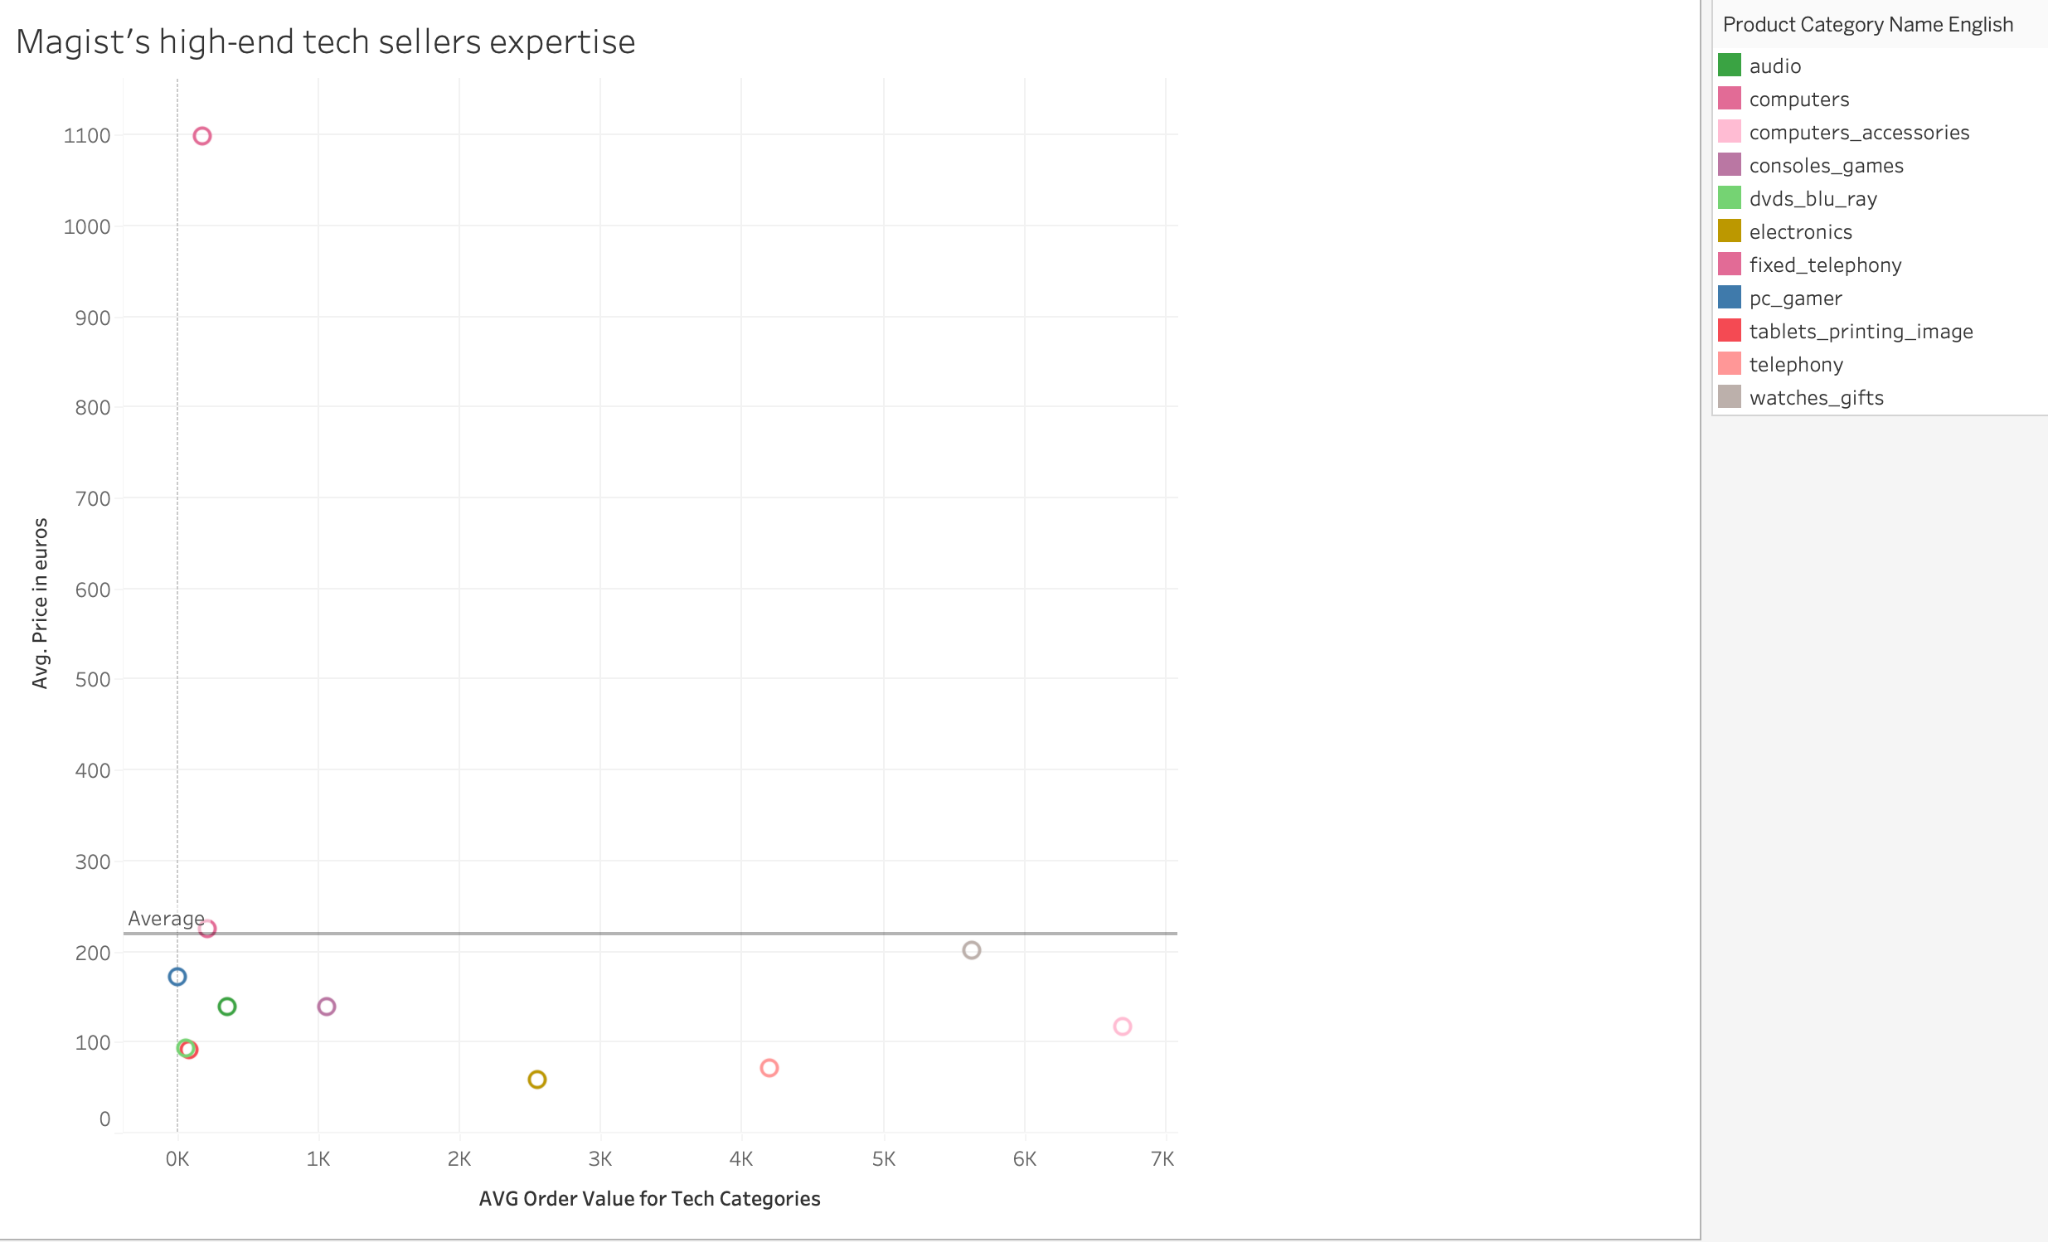 Magist's high-end tech sellers expertise
Product Category Name English
audio
computers
computers_accessories
consoles_games
dvds_blu_ray
electronics
fixed_telephony
pc_gamer
tablets_printing_image
telephony
watches_gifts
Avg. Price in euros
1100
1000
900
800
700
600
500
400
300
Average
200
100
0
0K 1K 2K 3K 4K 5K 6K 7K
AVG Order Value for Tech Categories